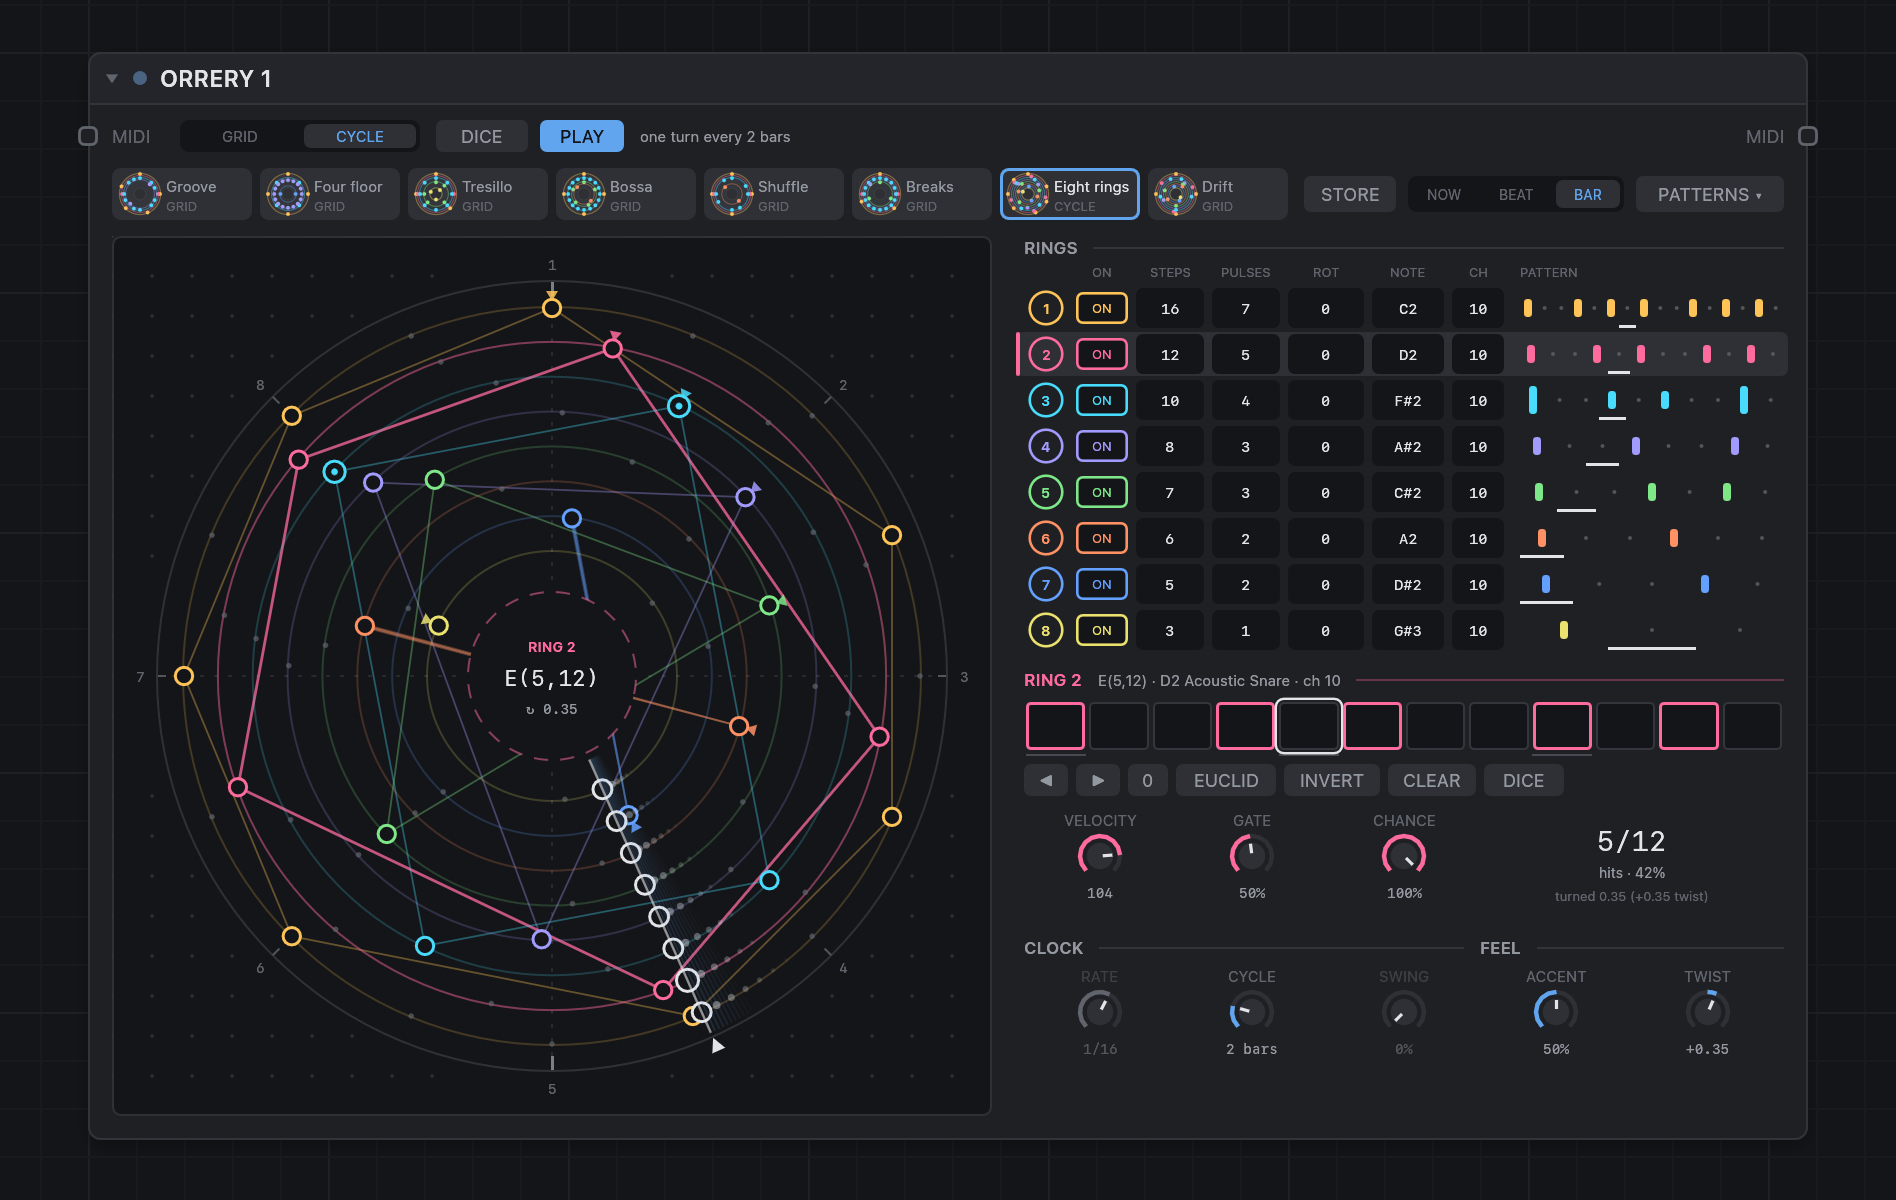 ORRERY 1
MIDI GRID CYCLE DICE PLAY one turn every 2 bars MIDI
Groove GRID
Four floor GRID
Tresillo GRID
Bossa GRID
Shuffle GRID
Breaks GRID
Eight rings CYCLE
Drift GRID
STORE NOW BEAT BAR PATTERNS ▾
1
2
3
4
5
6
7
8
RING 2
E(5,12)
↻ 0.35
RINGS
ON STEPS PULSES ROT NOTE CH PATTERN
1 ON 16 7 0 C2 10
2 ON 12 5 0 D2 10
3 ON 10 4 0 F#2 10
4 ON 8 3 0 A#2 10
5 ON 7 3 0 C#2 10
6 ON 6 2 0 A2 10
7 ON 5 2 0 D#2 10
8 ON 3 1 0 G#3 10
RING 2 E(5,12) · D2 Acoustic Snare · ch 10
◀ ▶ 0 EUCLID INVERT CLEAR DICE
VELOCITY GATE CHANCE
104 50% 100%
5/12
hits · 42%
turned 0.35 (+0.35 twist)
CLOCK FEEL
RATE CYCLE SWING ACCENT TWIST
1/16 2 bars 0% 50% +0.35